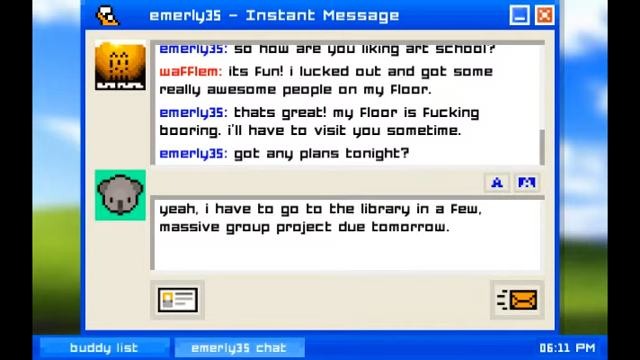 emerly35 - Instant Message
emerly35: so how are you liking art school?
wafflem: its fun! i lucked out and got some
really awesome people on my floor.
emerly35: thats great! my floor is fucking
booring. i'll have to visit you sometime.
emerly35: got any plans tonight?
A A
yeah, i have to go to the library in a few,
massive group project due tomorrow.
buddy list
emerly35 chat
06:11 PM